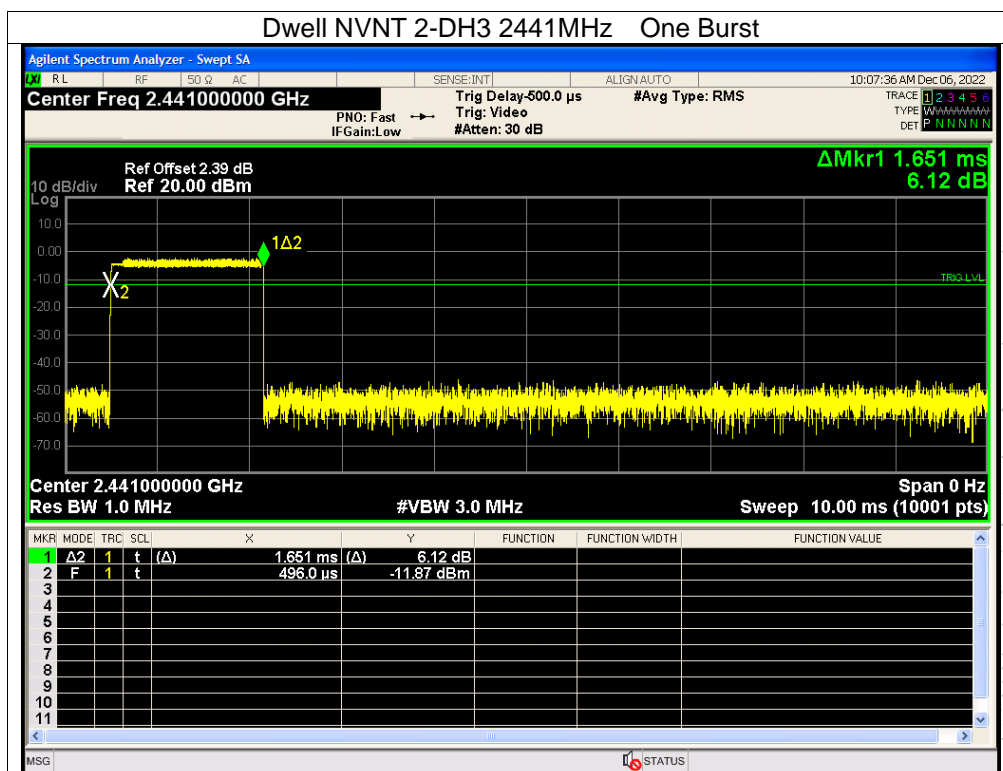 Dwell NVNT 2-DH3 2441MHz One Burst
Agilent Spectrum Analyzer - Swept SA
LXI RL RF 50 Ω AC SENSE:INT ALIGN AUTO 10:07:36 AM Dec 06, 2022
Center Freq 2.441000000 GHz Trig Delay-500.0 µs #Avg Type: RMS TRACE 1 2 3 4 5 6
PNO: Fast Trig: Video TYPE WWWWWW
IFGain:Low #Atten: 30 dB DET P N N N N N
ΔMkr1 1.651 ms
6.12 dB
Ref Offset 2.39 dB
10 dB/div Ref 20.00 dBm
Log
10.0
0.00
1Δ2
-10.0
TRIG LVL
2
-20.0
-30.0
-40.0
-50.0
-60.0
-70.0
Center 2.441000000 GHz Span 0 Hz
Res BW 1.0 MHz #VBW 3.0 MHz Sweep 10.00 ms (10001 pts)
MKR MODE TRC SCL X Y FUNCTION FUNCTION WIDTH FUNCTION VALUE
1 Δ2 1 t (Δ) 1.651 ms (Δ) 6.12 dB
2 F 1 t 496.0 µs -11.87 dBm
3
4
5
6
7
8
9
10
11
MSG STATUS